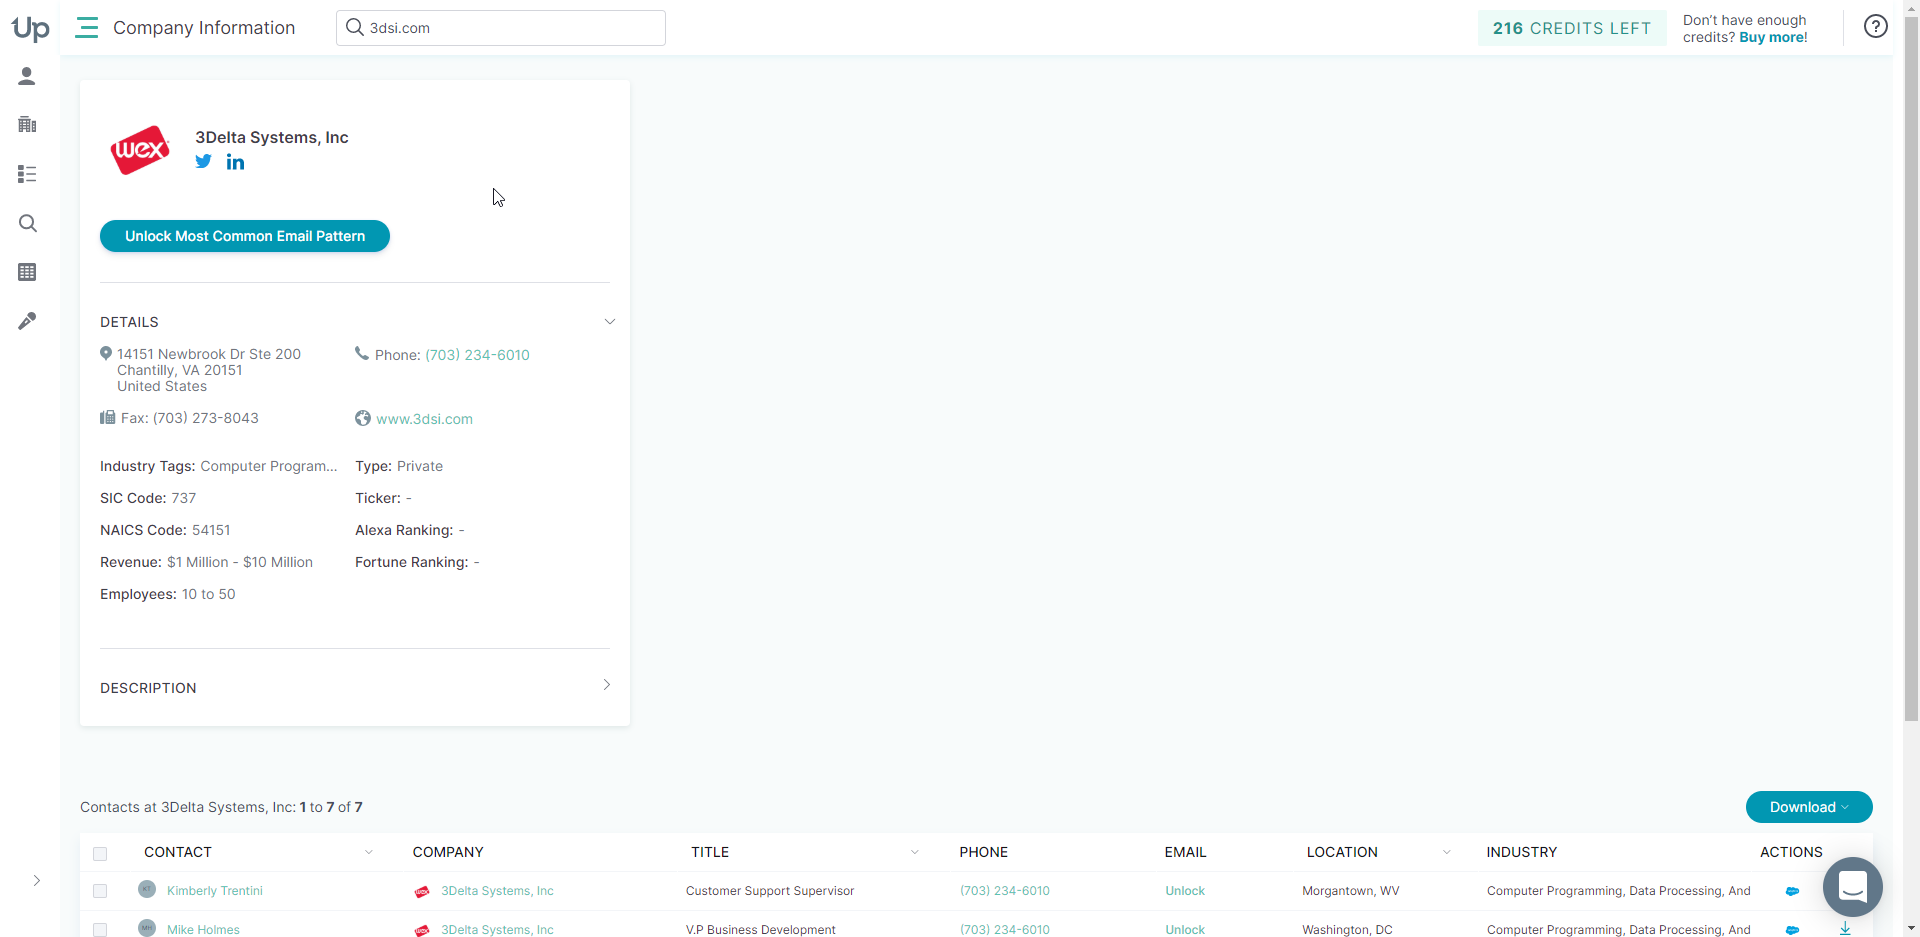 Up
Company Information
3dsi.com
216 CREDITS LEFT
Don't have enough
credits? Buy more!
wex
3Delta Systems, Inc
Unlock Most Common Email Pattern
DETAILS
14151 Newbrook Dr Ste 200
Chantilly, VA 20151
United States
Phone: (703) 234-6010
Fax: (703) 273-8043
www.3dsi.com
Industry Tags: Computer Program...
Type: Private
SIC Code: 737
Ticker: -
NAICS Code: 54151
Alexa Ranking: -
Revenue: $1 Million - $10 Million
Fortune Ranking: -
Employees: 10 to 50
DESCRIPTION
Contacts at 3Delta Systems, Inc: 1 to 7 of 7
Download
CONTACT COMPANY TITLE PHONE EMAIL LOCATION INDUSTRY ACTIONS
KT Kimberly Trentini wex 3Delta Systems, Inc Customer Support Supervisor (703) 234-6010 Unlock Morgantown, WV Computer Programming, Data Processing, And
MH Mike Holmes wex 3Delta Systems, Inc V.P Business Development (703) 234-6010 Unlock Washington, DC Computer Programming, Data Processing, And